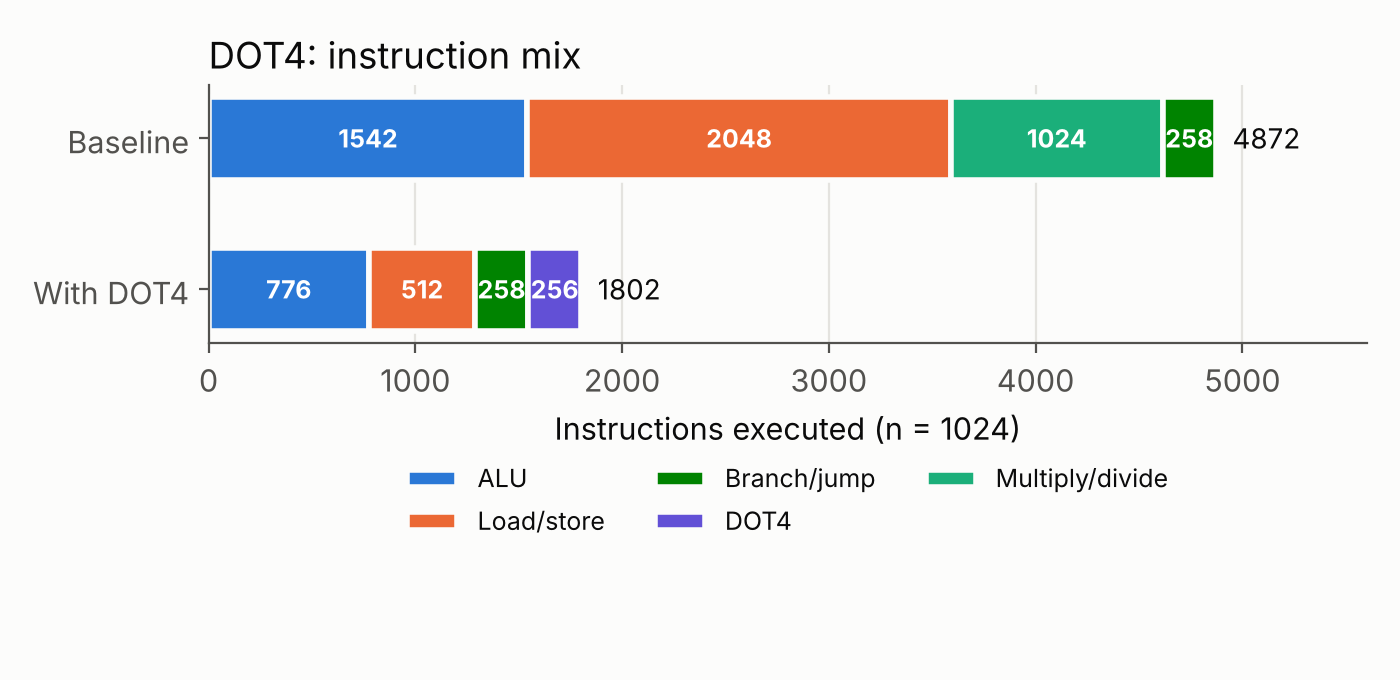 DOT4: instruction mix
Baseline 1542 2048 1024 258 4872
With DOT4 776 512 258 256 1802
0 1000 2000 3000 4000 5000
Instructions executed (n = 1024)
ALU Branch/jump Multiply/divide
Load/store DOT4